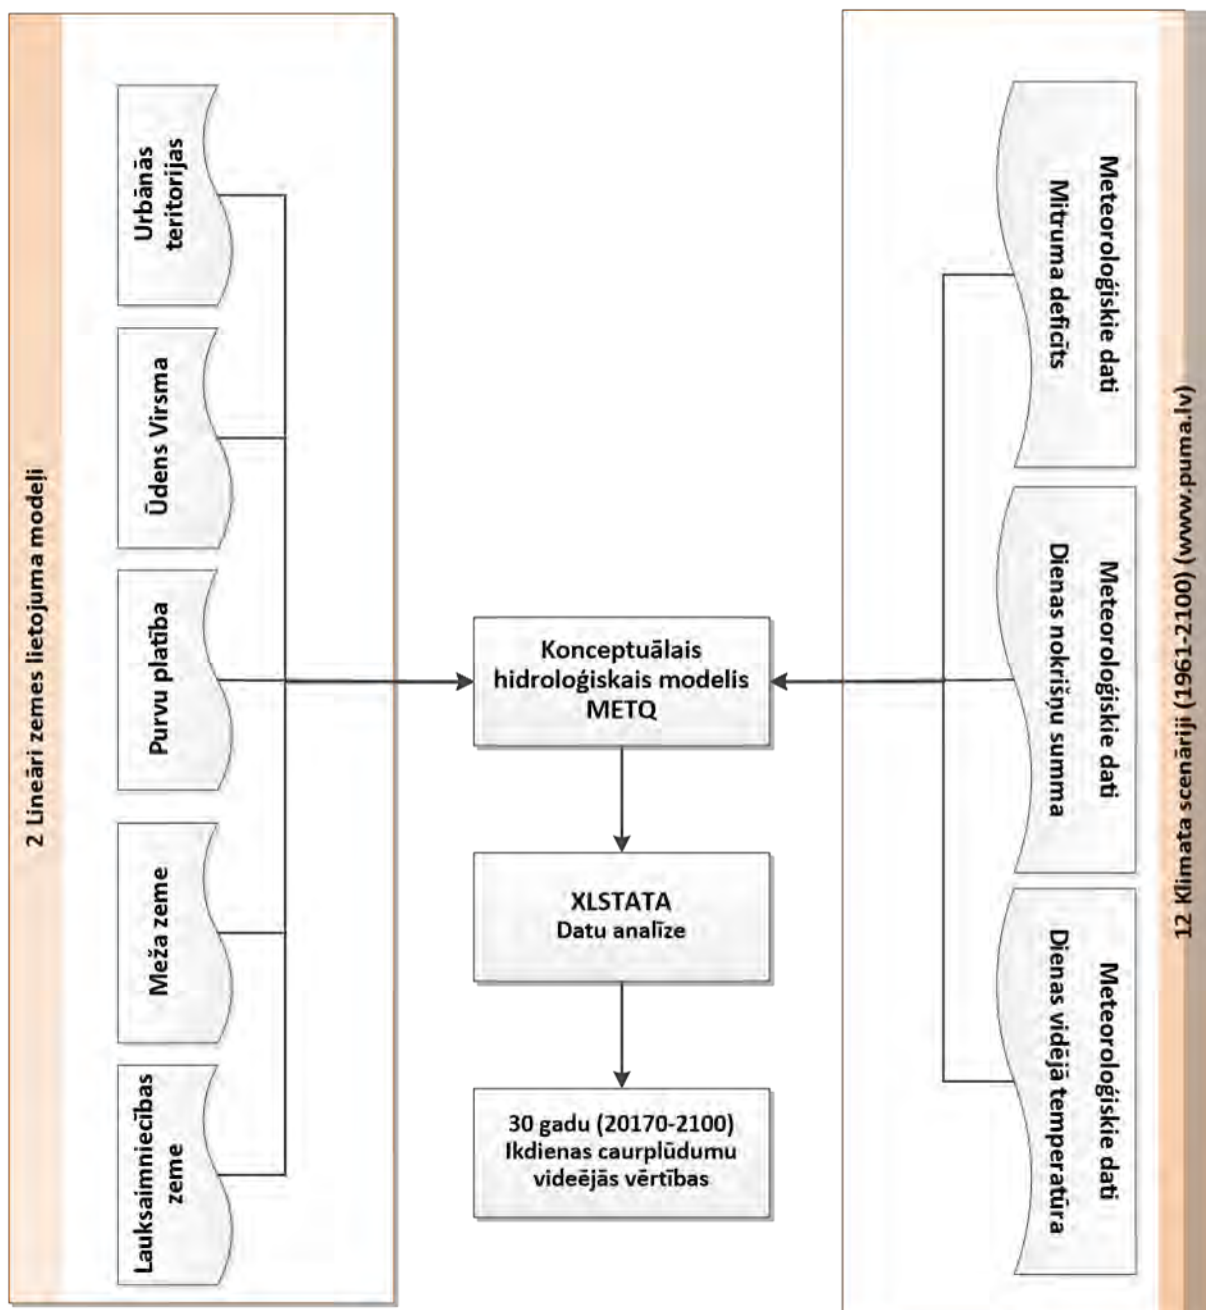 2 Lineāri zemes lietojuma modeļi
Urbānās
teritorijas
Ūdens Virsma
Purvu platība
Meža zeme
Lauksaimniecības
zeme
Konceptuālais
hidroloģiskais modelis
METQ
XLSTATA
Datu analīze
30 gadu (20170-2100)
Ikdienas caurplūdumu
videējās vērtības
Meteoroloģiskie dati
Mitruma deficīts
Meteoroloģiskie dati
Dienas nokrišņu summa
Meteoroloģiskie dati
Dienas vidējā temperatūra
12 Klimata scenāriji (1961-2100) (www.puma.lv)